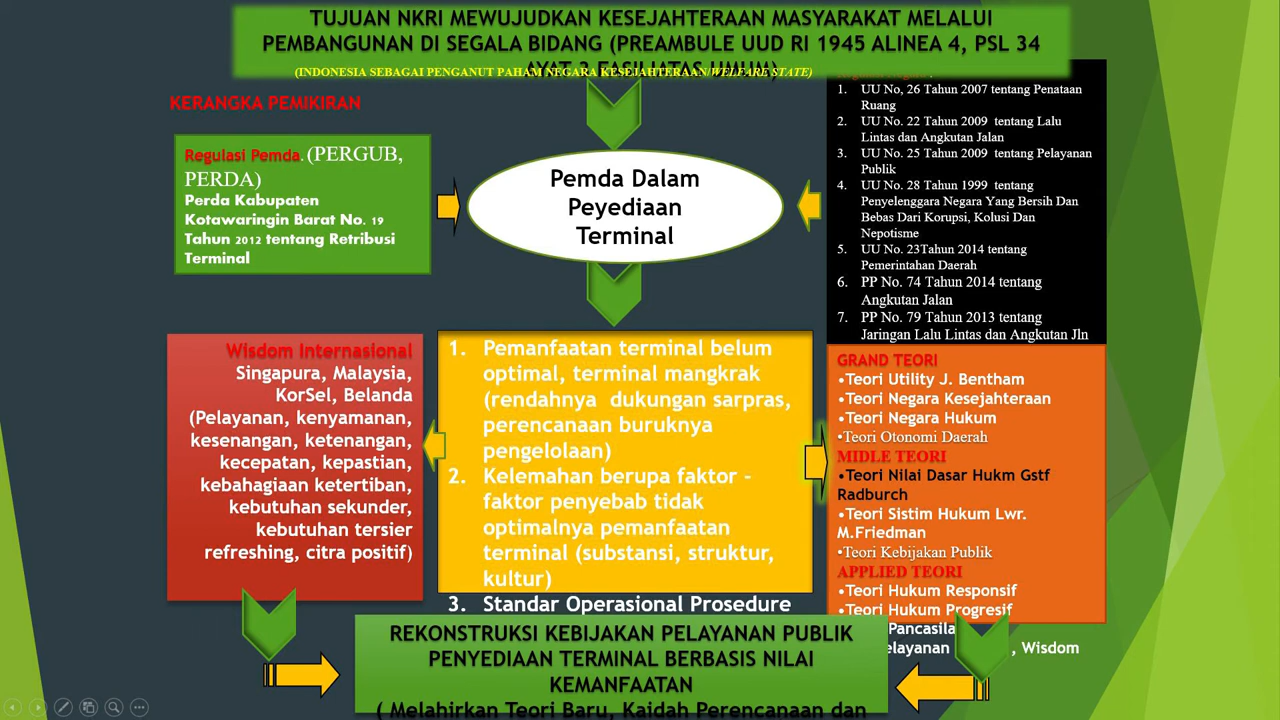 TUJUAN NKRI MEWUJUDKAN KESEJAHTERAAN MASYARAKAT MELALUI
PEMBANGUNAN DI SEGALA BIDANG (PREAMBULE UUD RI 1945 ALINEA 4, PSL 34
AYAT 3 FASILIATAS UMUM)
(INDONESIA SEBAGAI PENGANUT PAHAM NEGARA KESEJAHTERAAN/WELFARE STATE)
KERANGKA PEMIKIRAN
Regulasi Pemda. (PERGUB,
PERDA)
Perda Kabupaten
Kotawaringin Barat No. 19
Tahun 2012 tentang Retribusi
Terminal
Pemda Dalam
Peyediaan
Terminal
1. UU No, 26 Tahun 2007 tentang Penataan
Ruang
2. UU No. 22 Tahun 2009 tentang Lalu
Lintas dan Angkutan Jalan
3. UU No. 25 Tahun 2009 tentang Pelayanan
Publik
4. UU No. 28 Tahun 1999 tentang
Penyelenggara Negara Yang Bersih Dan
Bebas Dari Korupsi, Kolusi Dan
Nepotisme
5. UU No. 23Tahun 2014 tentang
Pemerintahan Daerah
6. PP No. 74 Tahun 2014 tentang
Angkutan Jalan
7. PP No. 79 Tahun 2013 tentang
Jaringan Lalu Lintas dan Angkutan Jln
Wisdom Internasional
Singapura, Malaysia,
KorSel, Belanda
(Pelayanan, kenyamanan,
kesenangan, ketenangan,
kecepatan, kepastian,
kebahagiaan ketertiban,
kebutuhan sekunder,
kebutuhan tersier
refreshing, citra positif)
1. Pemanfaatan terminal belum
optimal, terminal mangkrak
(rendahnya dukungan sarpras,
perencanaan buruknya
pengelolaan)
2. Kelemahan berupa faktor -
faktor penyebab tidak
optimalnya pemanfaatan
terminal (substansi, struktur,
kultur)
3. Standar Operasional Prosedure
GRAND TEORI
•Teori Utility J. Bentham
•Teori Negara Kesejahteraan
•Teori Negara Hukum
•Teori Otonomi Daerah
MIDLE TEORI
•Teori Nilai Dasar Hukm Gstf
Radburch
•Teori Sistim Hukum Lwr.
M.Friedman
•Teori Kebijakan Publik
APPLIED TEORI
•Teori Hukum Responsif
•Teori Hukum Progresif
Pancasila
elayanan , Wisdom
REKONSTRUKSI KEBIJAKAN PELAYANAN PUBLIK
PENYEDIAAN TERMINAL BERBASIS NILAI
KEMANFAATAN
( Melahirkan Teori Baru, Kaidah Perencanaan dan